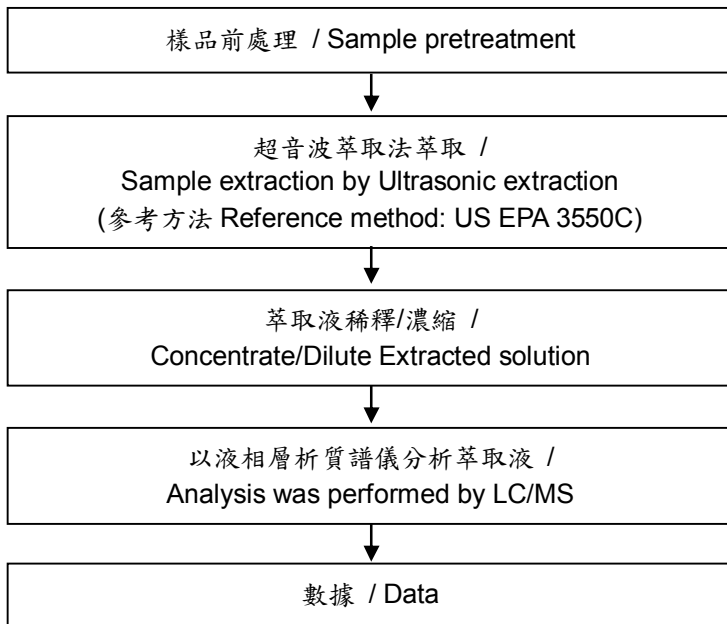 樣品前處理 / Sample pretreatment
超音波萃取法萃取 /
Sample extraction by Ultrasonic extraction
(參考方法 Reference method: US EPA 3550C)
萃取液稀釋/濃縮 /
Concentrate/Dilute Extracted solution
以液相層析質譜儀分析萃取液 /
Analysis was performed by LC/MS
數據 / Data